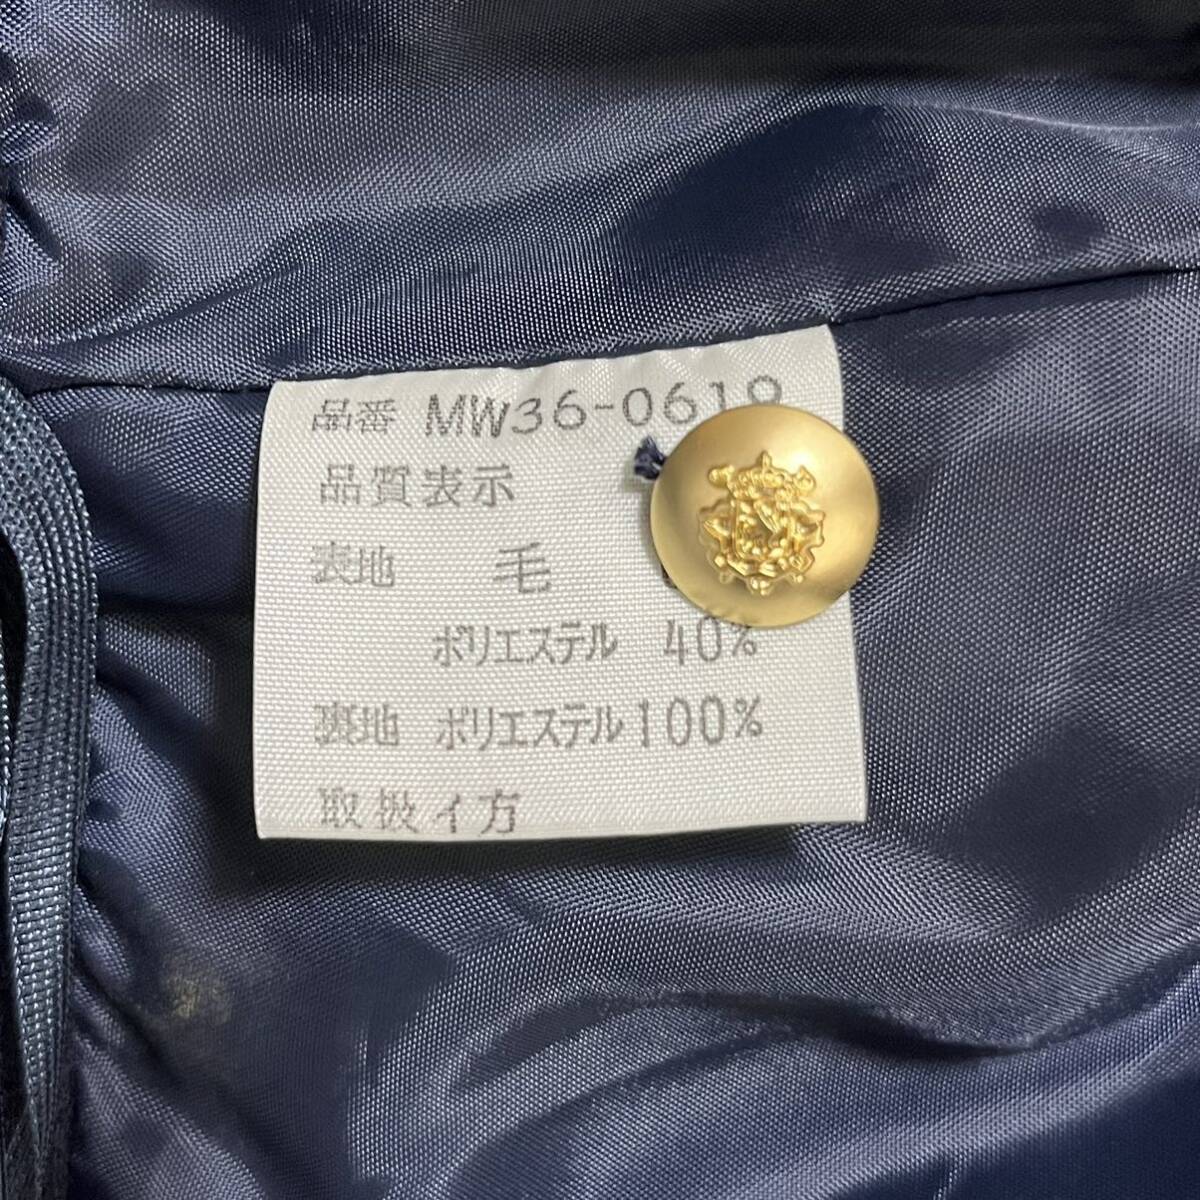 品番 MW36-0619
品質表示
表地 毛
ポリエステル 40%
裏地 ポリエステル100%
取扱イ方